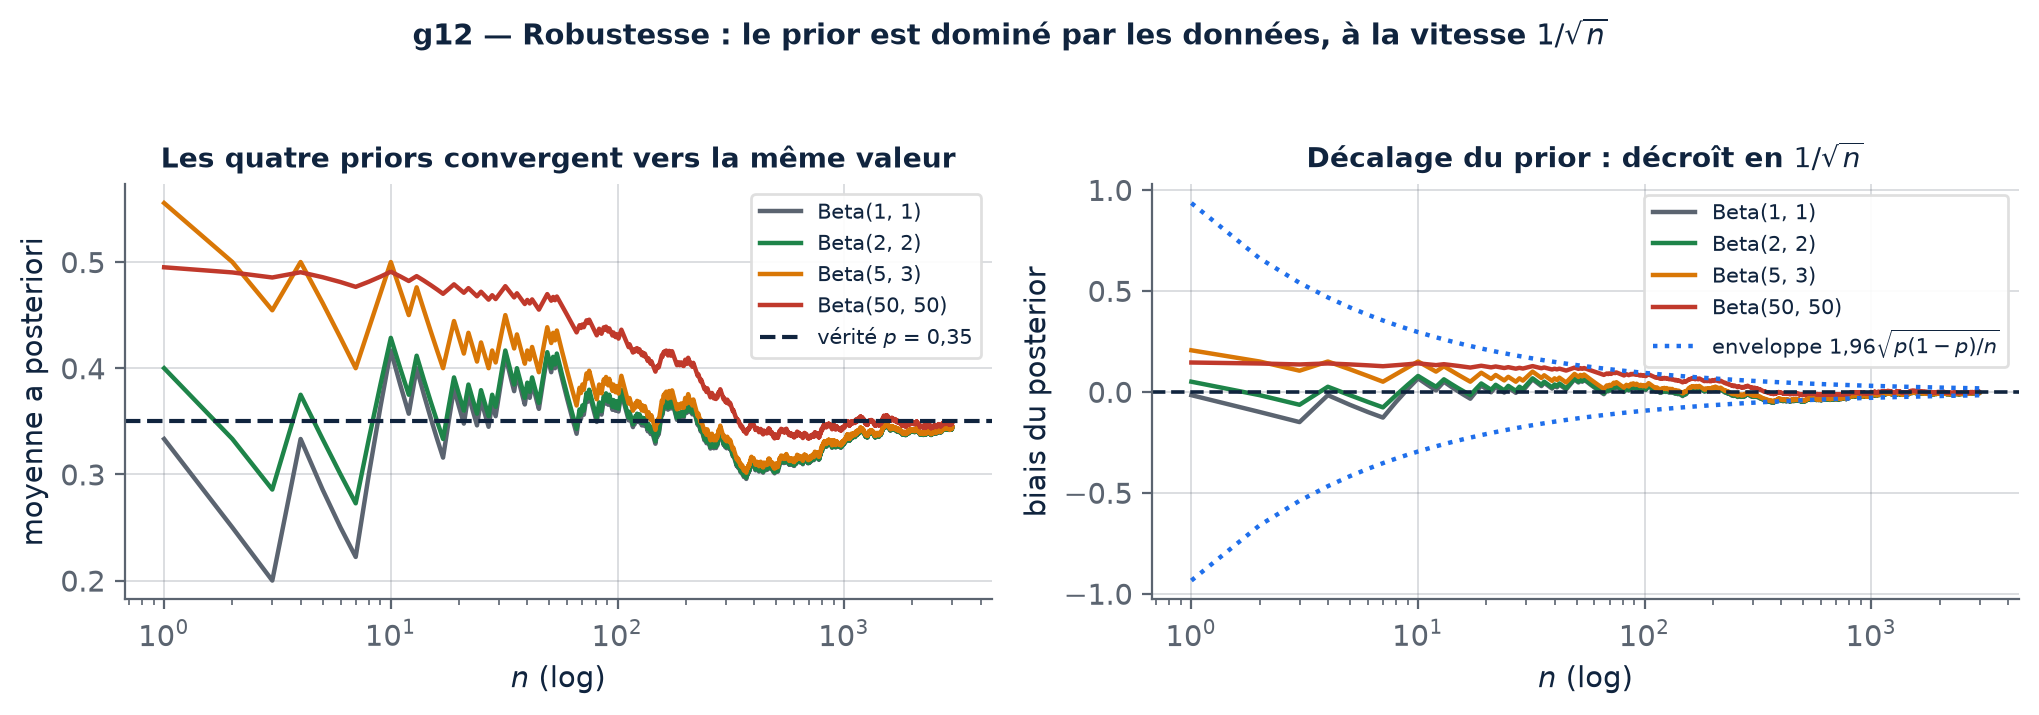 g12 — Robustesse : le prior est dominé par les données, à la vitesse 1/√n
Les quatre priors convergent vers la même valeur
moyenne a posteriori
0.5
0.4
0.3
0.2
10⁰
10¹
10²
10³
n (log)
Beta(1, 1)
Beta(2, 2)
Beta(5, 3)
Beta(50, 50)
vérité p = 0,35
Décalage du prior : décroît en 1/√n
biais du posterior
1.0
0.5
0.0
−0.5
−1.0
10⁰
10¹
10²
10³
n (log)
Beta(1, 1)
Beta(2, 2)
Beta(5, 3)
Beta(50, 50)
enveloppe 1,96√p(1 − p)/n